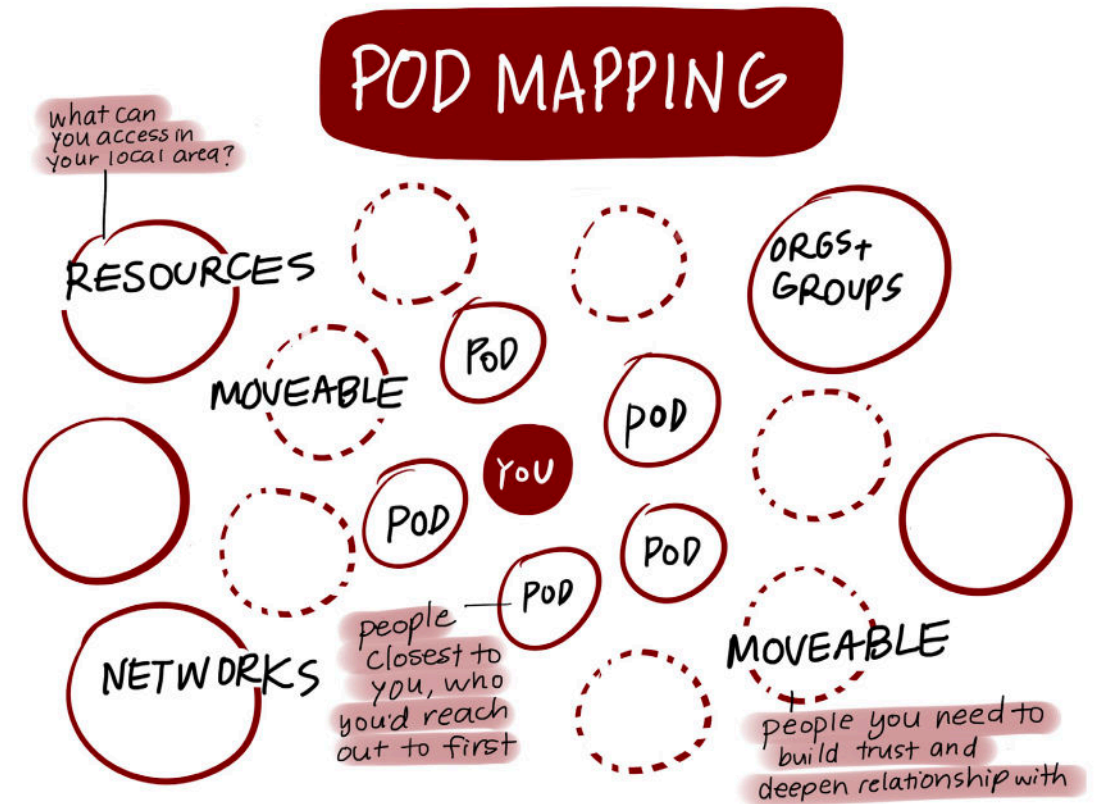 POD MAPPING
what can
you access in
your local area?
RESOURCES
ORGS+
GROUPS
POD
MOVEABLE
POD
YOU
POD
POD
POD
people
closest to
you, who
you'd reach
out to first
NETWORKS
MOVEABLE
people you need to
build trust and
deepen relationship with